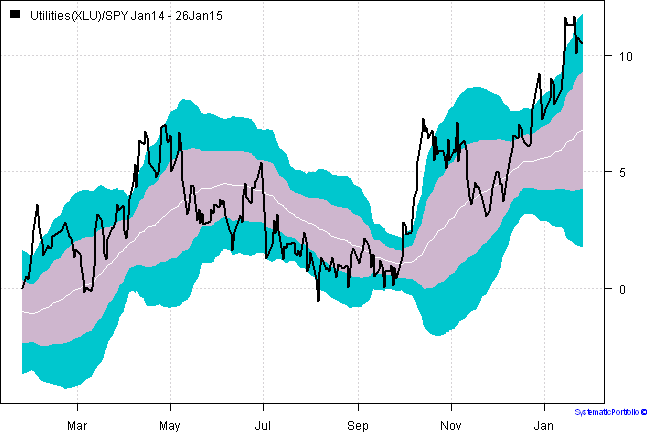 Utilities(XLU)/SPY Jan14 - 26Jan15
10
5
0
SystematicPortfolio ©
Mar May Jul Sep Nov Jan